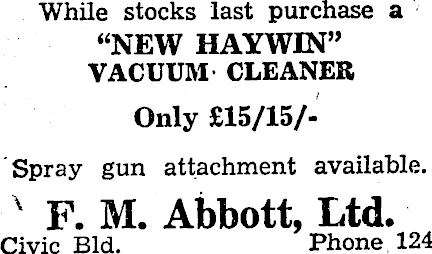 While stocks last purchase a
“NEW HAYWIN”
VACUUM CLEANER
Only £15/15/-
Spray gun attachment available.
F. M. Abbott, Ltd.
Civic Bld. Phone 124